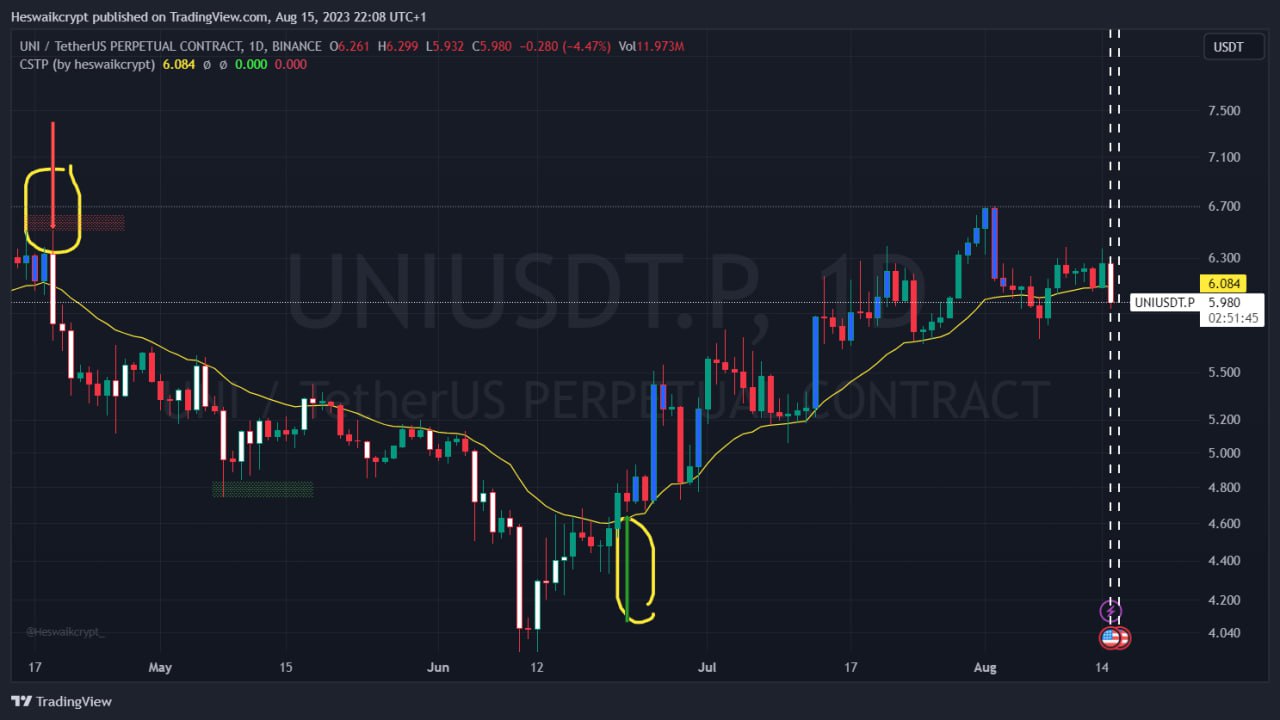 Heswaikcrypt published on TradingView.com, Aug 15, 2023 22:08 UTC+1
UNI / TetherUS PERPETUAL CONTRACT, 1D, BINANCE O6.261 H6.299 L5.932 C5.980 −0.280 (−4.47%) Vol11.973M
USDT
CSTP (by heswaikcrypt) 6.084 ø ø 0.000 0.000
7.500
7.100
6.700
6.300
UNIUSDT.P, 1D
6.084
UNIUSDT.P 5.980
02:51:45
5.500
UNI / TetherUS PERPETUAL CONTRACT
5.200
5.000
4.800
4.600
4.400
4.200
4.040
@Heswaikcrypt_
17 May 15 Jun 12 Jul 17 Aug 14
TradingView